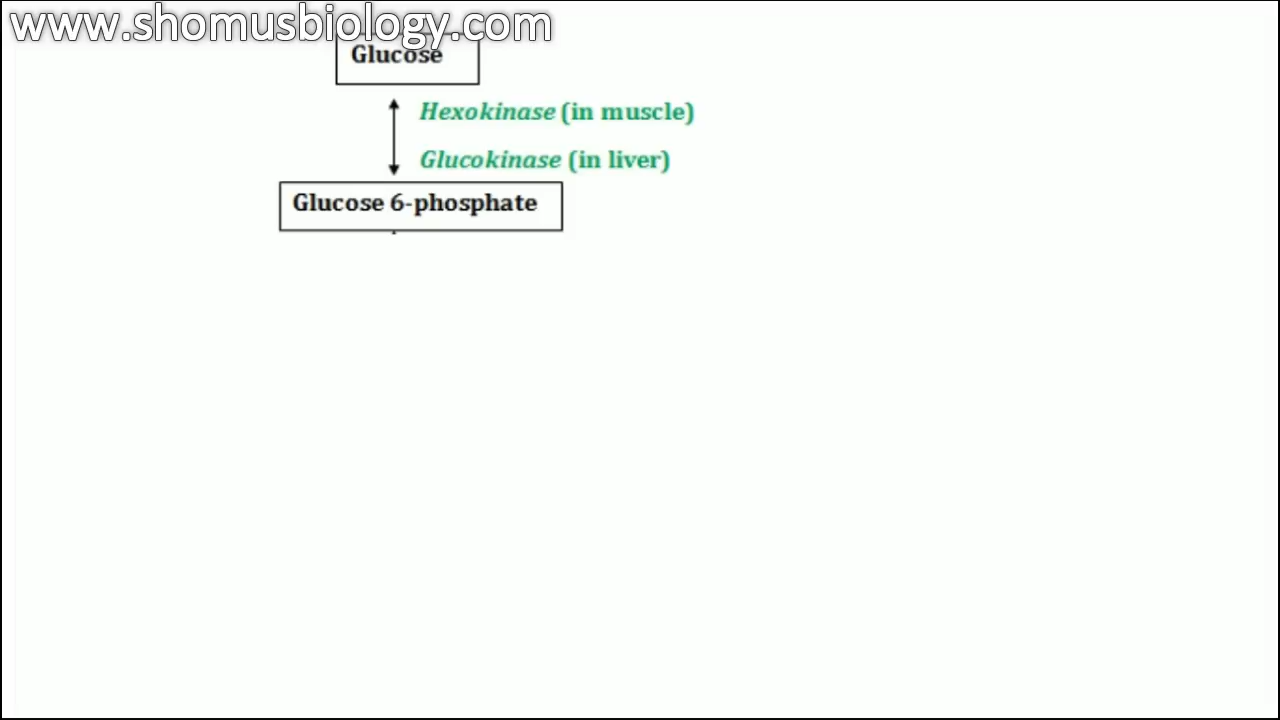 www.shomusbiology.com
Glucose
Hexokinase (in muscle)
Glucokinase (in liver)
Glucose 6-phosphate